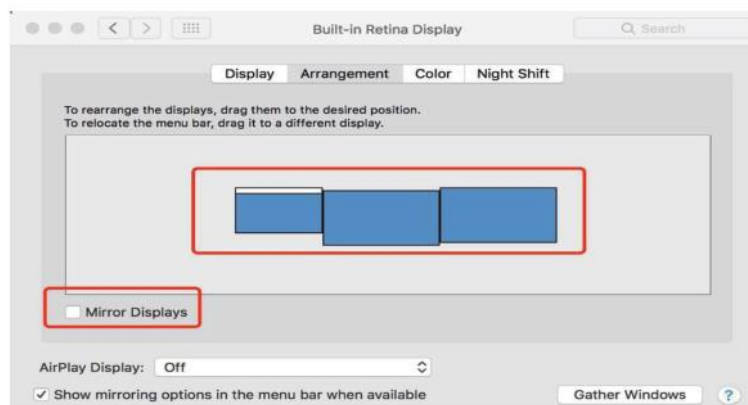 Built-in Retina Display
Search
Display Arrangement Color Night Shift
To rearrange the displays, drag them to the desired position.
To relocate the menu bar, drag it to a different display.
Mirror Displays
AirPlay Display: Off
Show mirroring options in the menu bar when available
Gather Windows ?